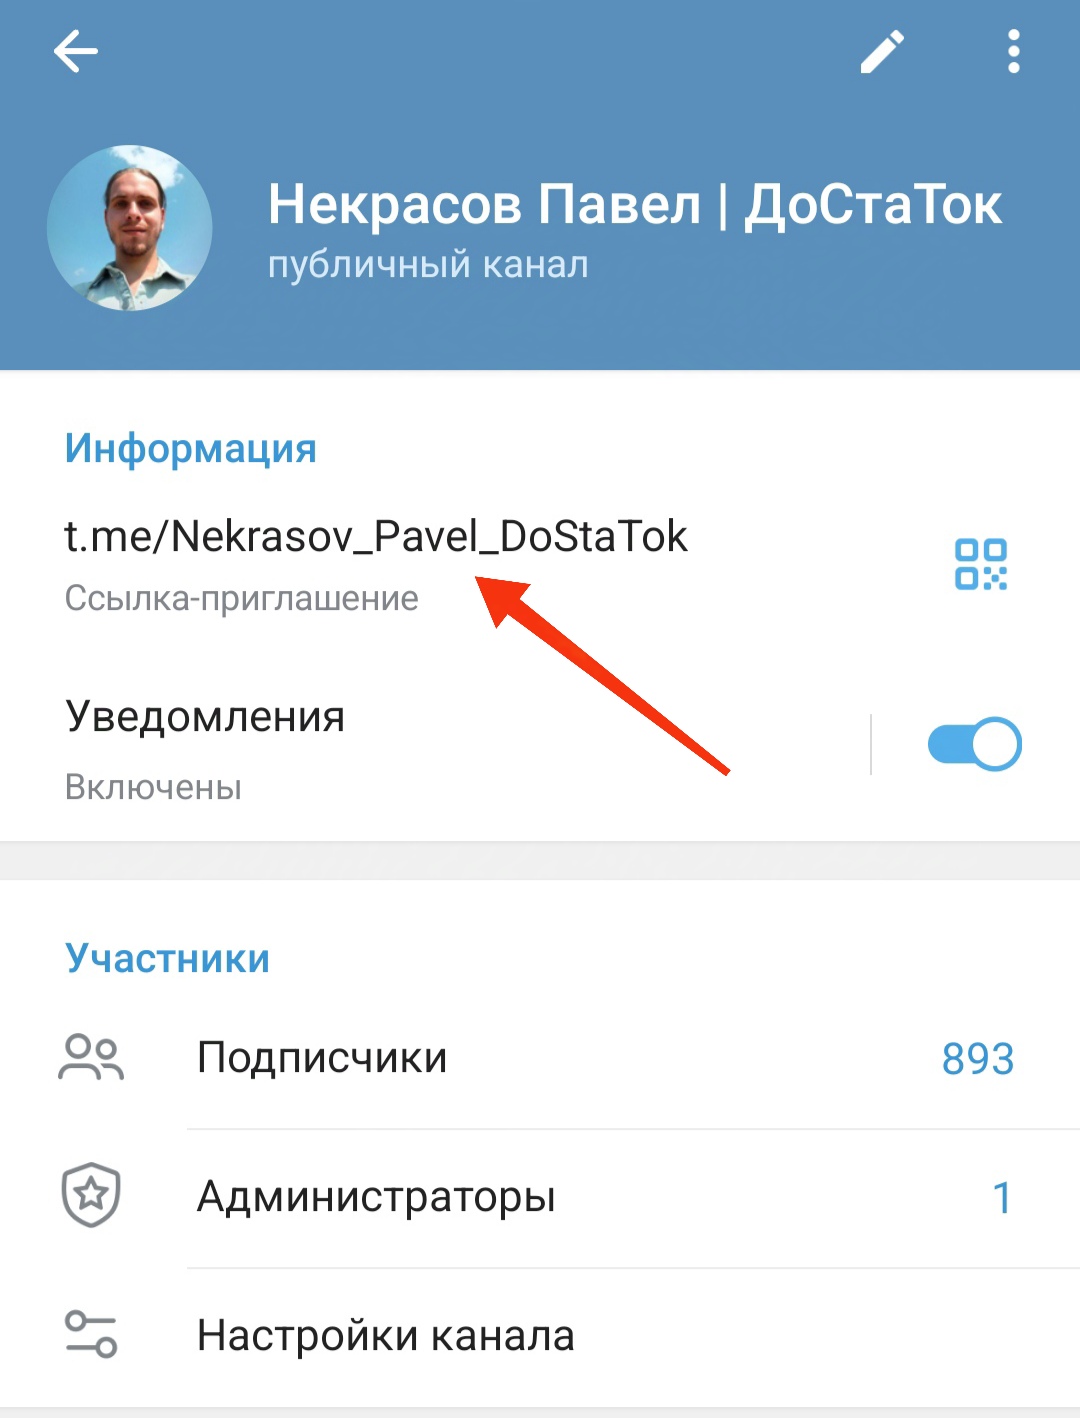 Некрасов Павел | ДоСтаТок
публичный канал
Информация
t.me/Nekrasov_Pavel_DoStaTok
Ссылка-приглашение
Уведомления
Включены
Участники
Подписчики 893
Администраторы 1
Настройки канала